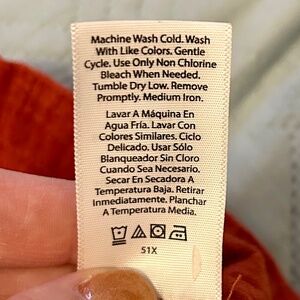 Machine Wash Cold. Wash
With Like Colors. Gentle
Cycle. Use Only Non Chlorine
Bleach When Needed.
Tumble Dry Low. Remove
Promptly. Medium Iron.
Lavar A Máquina En
Agua Fría. Lavar Con
Colores Similares. Ciclo
Delicado. Usar Sólo
Blanqueador Sin Cloro
Cuando Sea Necesario.
Secar En Secadora A
Temperatura Baja. Retirar
Inmediatamente. Planchar
A Temperatura Media.
51X